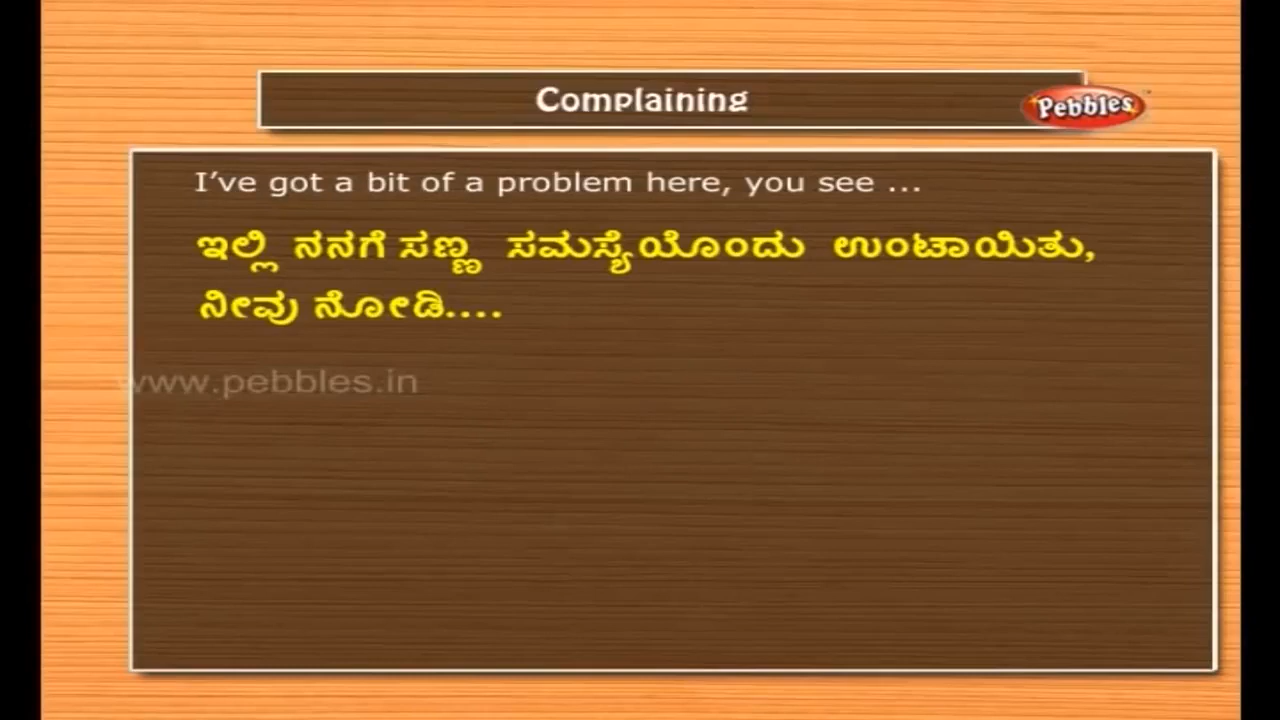 Complaining
Pebbles
I've got a bit of a problem here, you see ...
ಇಲ್ಲಿ ನನಗೆ ಸಣ್ಣ ಸಮಸ್ಯೆಯೊಂದು ಉಂಟಾಯಿತು,
ನೀವು ನೋಡಿ....
www.pebbles.in